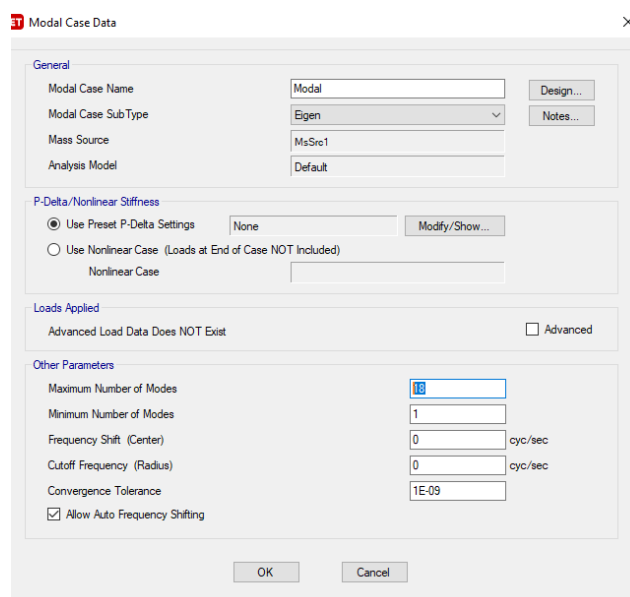 ET Modal Case Data
General
Modal Case Name Modal Design...
Modal Case SubType Eigen Notes...
Mass Source MsSrc1
Analysis Model Default
P-Delta/Nonlinear Stiffness
Use Preset P-Delta Settings None Modify/Show...
Use Nonlinear Case (Loads at End of Case NOT Included)
Nonlinear Case
Loads Applied
Advanced Load Data Does NOT Exist Advanced
Other Parameters
Maximum Number of Modes 18
Minimum Number of Modes 1
Frequency Shift (Center) 0 cyc/sec
Cutoff Frequency (Radius) 0 cyc/sec
Convergence Tolerance 1E-09
Allow Auto Frequency Shifting
OK Cancel